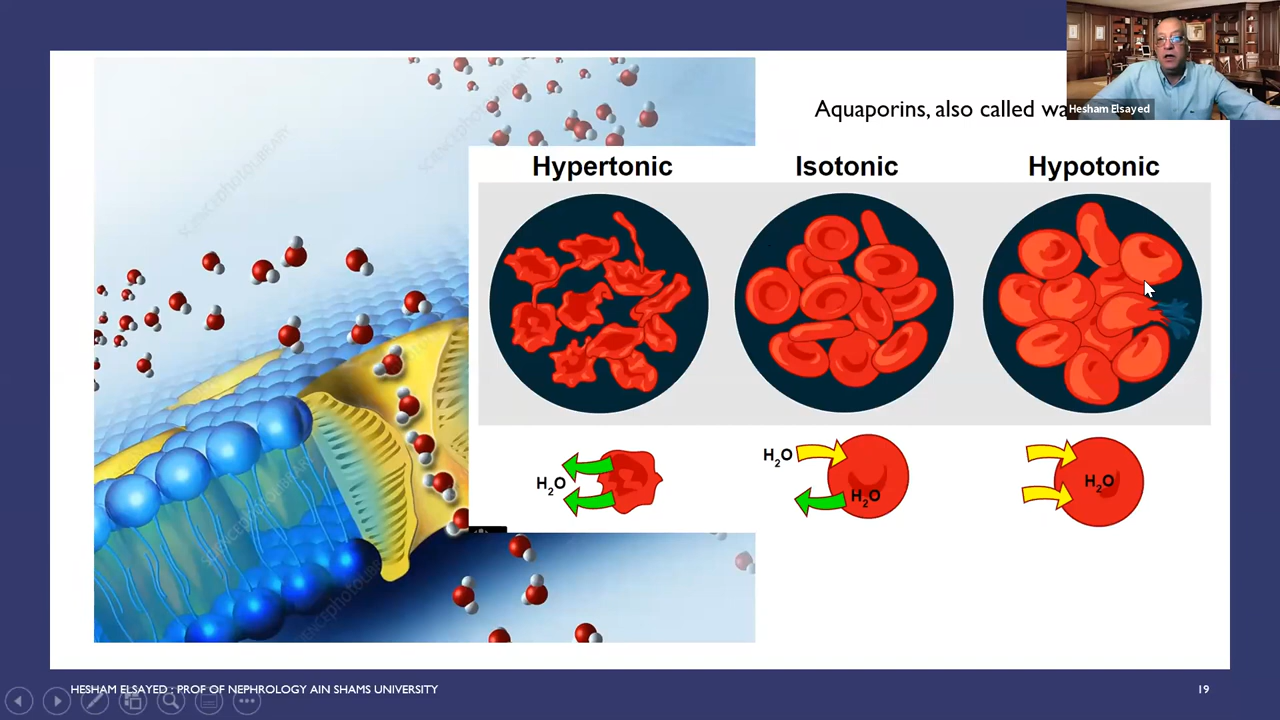 Aquaporins, also called
Hesham Elsayed
Hypertonic
Isotonic
Hypotonic
H2O
H2O
H2O
H2O
HESHAM ELSAYED : PROF OF NEPHROLOGY AIN SHAMS UNIVERSITY
19